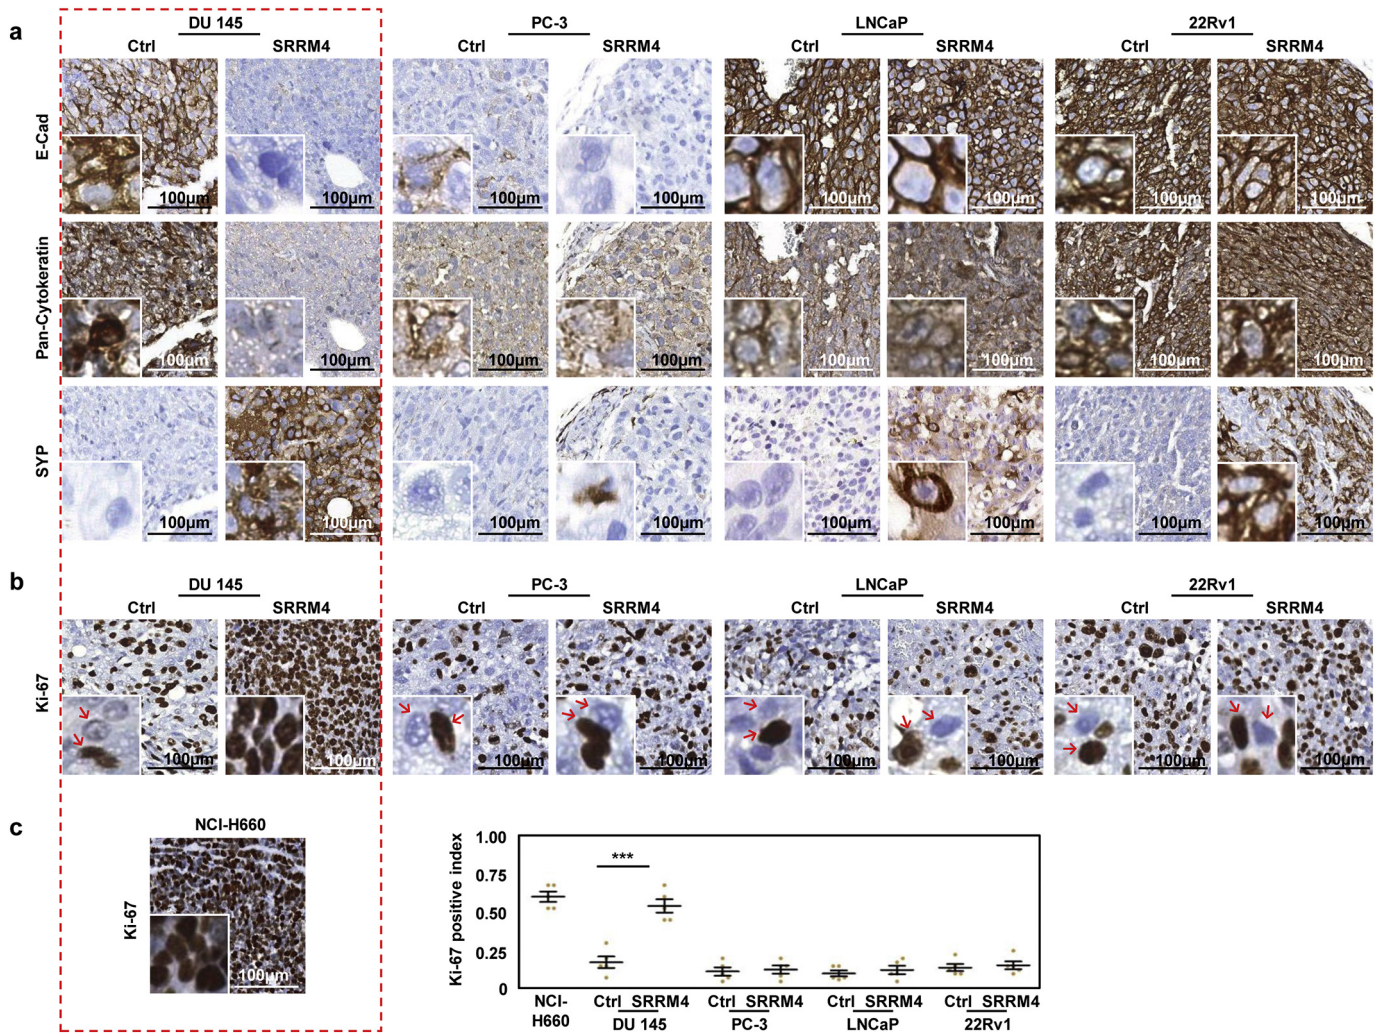 a
DU 145 PC-3 LNCaP 22Rv1
Ctrl SRRM4 Ctrl SRRM4 Ctrl SRRM4 Ctrl SRRM4
E-Cad
100µm 100µm 100µm 100µm 100µm 100µm 100µm 100µm
Pan-Cytokeratin
100µm 100µm 100µm 100µm 100µm 100µm 100µm 100µm
SYP
100µm 100µm 100µm 100µm 100µm 100µm 100µm 100µm
b
DU 145 PC-3 LNCaP 22Rv1
Ctrl SRRM4 Ctrl SRRM4 Ctrl SRRM4 Ctrl SRRM4
Ki-67
100µm 100µm 100µm 100µm 100µm 100µm 100µm 100µm
c
NCI-H660
Ki-67
100µm
Ki-67 positive index
1.00
0.75
0.50
0.25
0
***
NCI-
H660
Ctrl SRRM4 Ctrl SRRM4 Ctrl SRRM4 Ctrl SRRM4
DU 145 PC-3 LNCaP 22Rv1